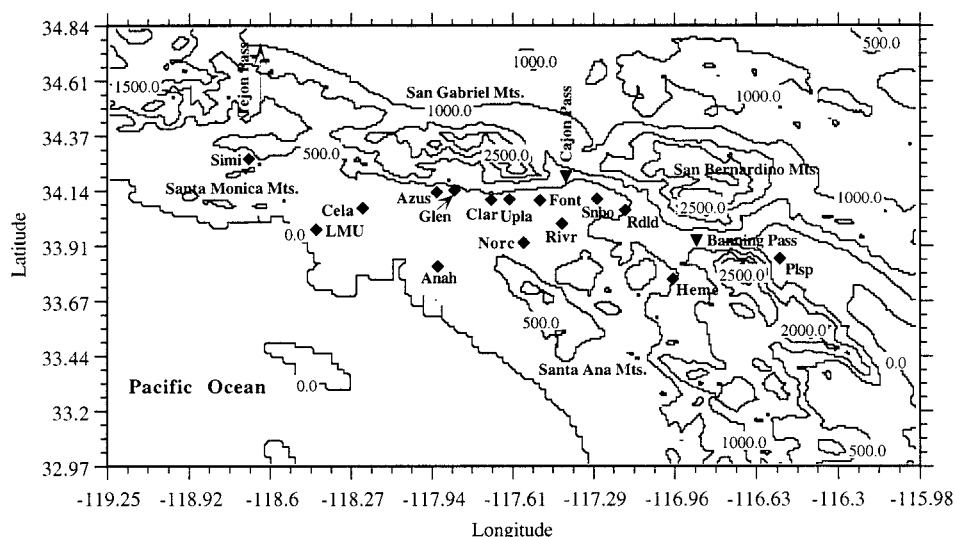 34.84
34.61
34.37
34.14
33.91
33.67
33.44
33.2
32.97
Latitude
-119.25 -118.92 -118.6 -118.27 -117.94 -117.61 -117.29 -116.96 -116.63 -116.3 -115.98
Longitude
500.0
1000.0
1500.0
Tejon Pass
San Gabriel Mts.
1000.0
Cajon Pass
1000.0
Simi
500.0
2500.0
San Bernardino Mts.
Santa Monica Mts.
1000.0
Azus
Glen
Clar
Upla
Font
Snbo
Rdld
2500.0
Cela
0.0
LMU
Norc
Rivr
Banning Pass
Anah
2500.0
Plsp
Heme
500.0
2000.0
Santa Ana Mts.
0.0
Pacific Ocean
0.0
1000.0
500.0